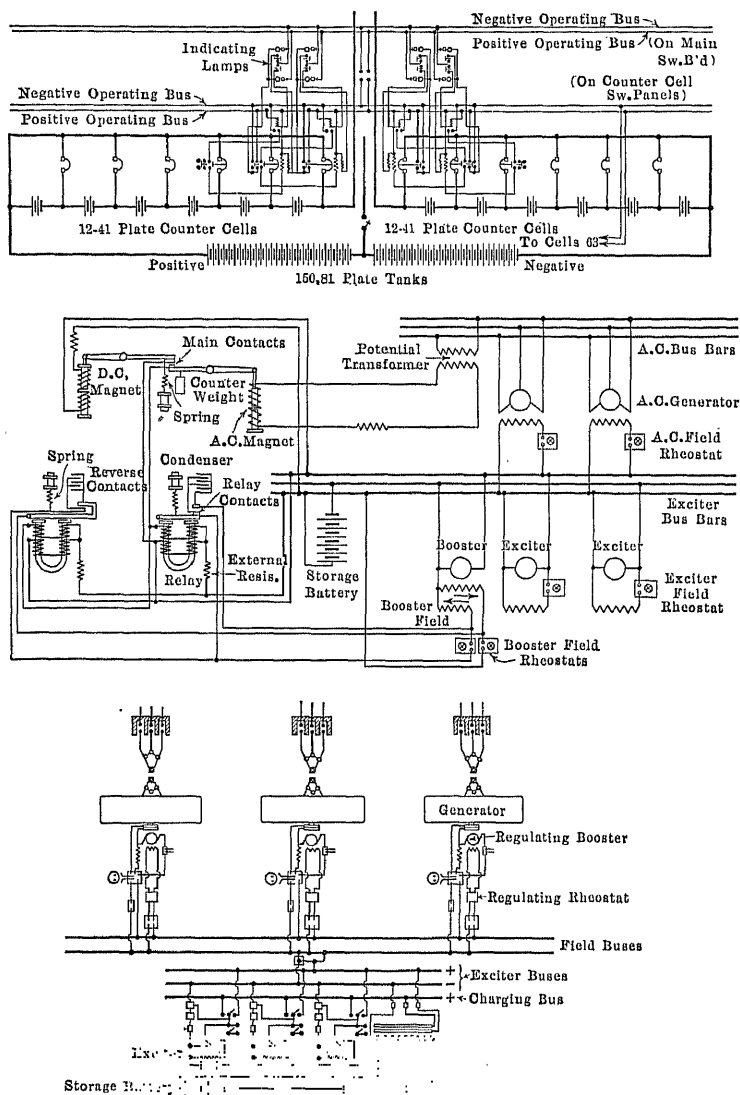 Negative Operating Bus
Positive Operating Bus (On Main
Sw.B'd)
Indicating
Lamps
(On Counter Cell
Sw.Panels)
Negative Operating Bus
Positive Operating Bus
12-41 Plate Counter Cells
12-41 Plate Counter Cells
To Cells 63
Positive
Negative
150,81 Plate Tanks
Main Contacts
D.C.
Magnet
Counter
Weight
Spring
A.C.Magnet
Potential
Transformer
A.C.Bus Bars
A.C.Generator
A.C.Field
Rheostat
Spring
Reverse
Contacts
Condenser
Relay
Contacts
Relay
External
Resis.
Storage
Battery
Exciter
Bus Bars
Booster
Exciter
Exciter
Booster
Field
Exciter
Field
Rheostat
Booster Field
Rheostats
Generator
Regulating Booster
Regulating Rheostat
Field Buses
+
−
Exciter Buses
+ Charging Bus
Storage